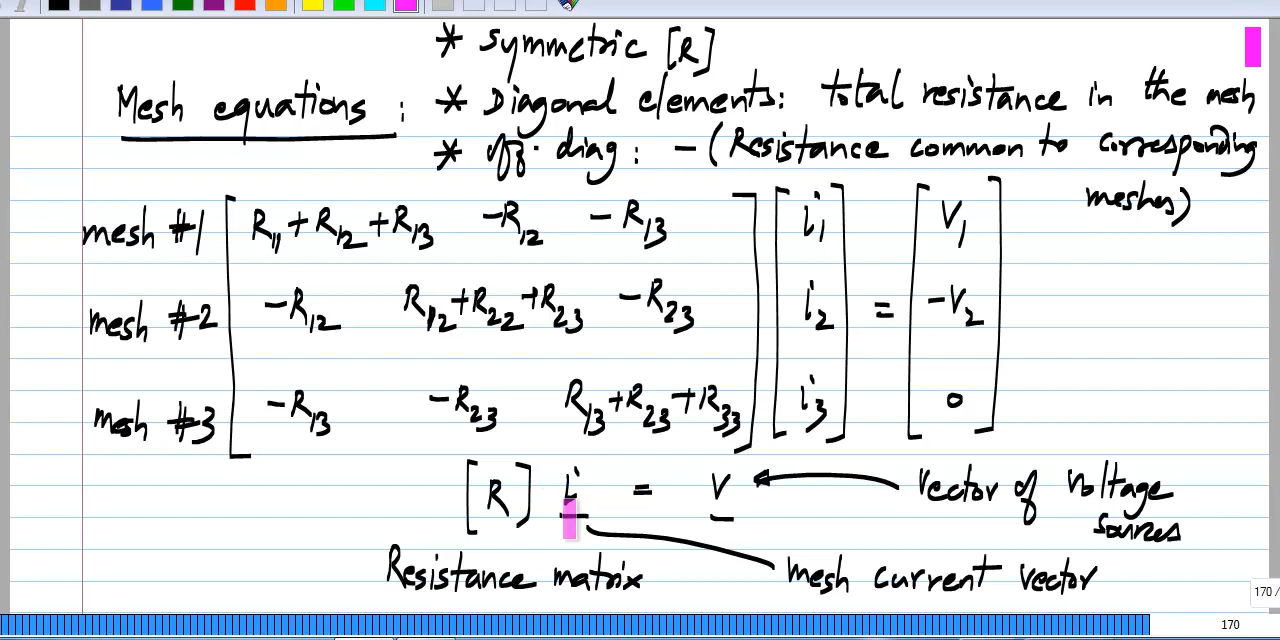 * Symmetric [R]
Mesh equations : * Diagonal elements: total resistance in the mesh
* off. diag : - (Resistance common to corresponding
meshes)
mesh #1 [ R11 + R12 + R13 -R12 - R13 ] [ i1 ] [ V1 ]
mesh #2 [ -R12 R12 + R22 + R23 - R23 ] [ i2 ] = [ -V2 ]
mesh #3 [ -R13 -R23 R13 + R23 + R33 ] [ i3 ] [ 0 ]
[R] i = V vector of voltage
sources
Resistance matrix mesh current vector
170 /
170